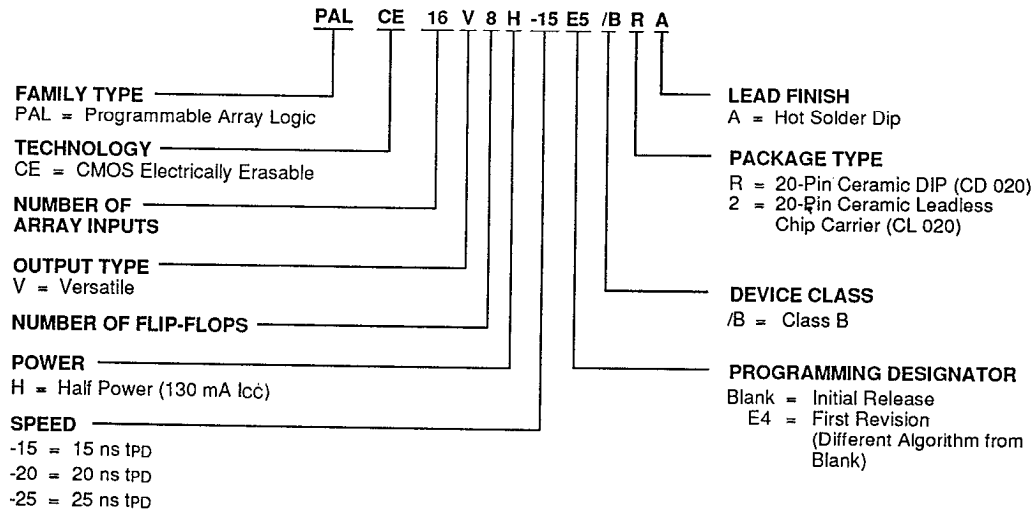 PAL CE 16 V 8 H -15 E5 /B R A
FAMILY TYPE
PAL = Programmable Array Logic
TECHNOLOGY
CE = CMOS Electrically Erasable
NUMBER OF
ARRAY INPUTS
OUTPUT TYPE
V = Versatile
NUMBER OF FLIP-FLOPS
POWER
H = Half Power (130 mA Icc)
SPEED
-15 = 15 ns tPD
-20 = 20 ns tPD
-25 = 25 ns tPD
LEAD FINISH
A = Hot Solder Dip
PACKAGE TYPE
R = 20-Pin Ceramic DIP (CD 020)
2 = 20-Pin Ceramic Leadless
Chip Carrier (CL 020)
DEVICE CLASS
/B = Class B
PROGRAMMING DESIGNATOR
Blank = Initial Release
E4 = First Revision
(Different Algorithm from
Blank)